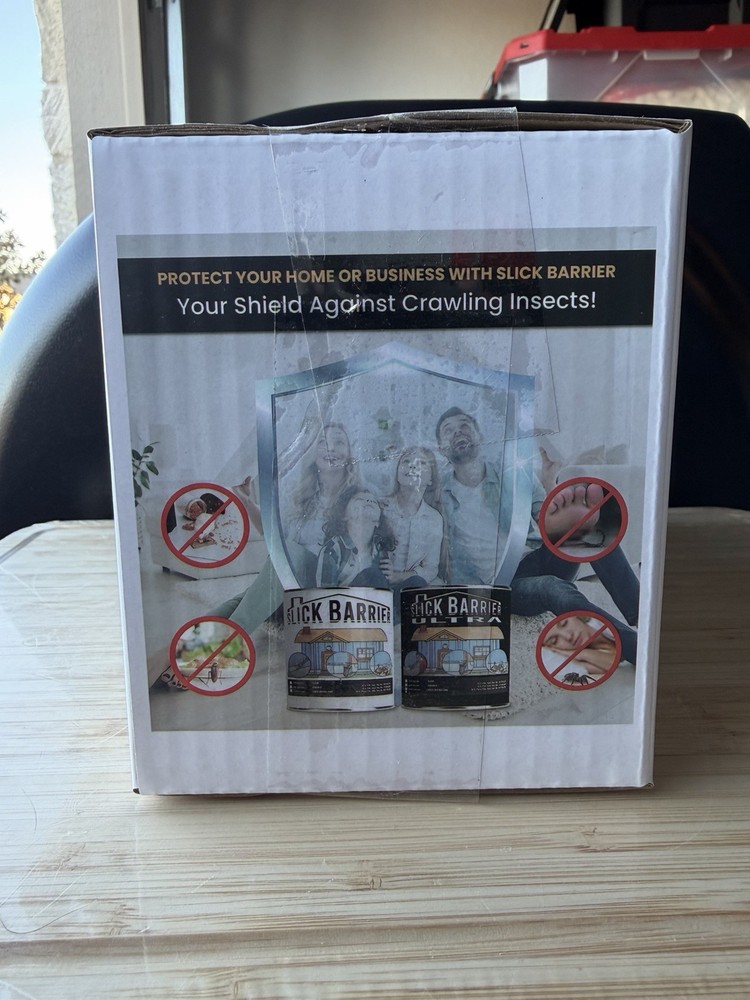 PROTECT YOUR HOME OR BUSINESS WITH SLICK BARRIER
Your Shield Against Crawling Insects!
SLICK BARRIER
SLICK BARRIER
ULTRA